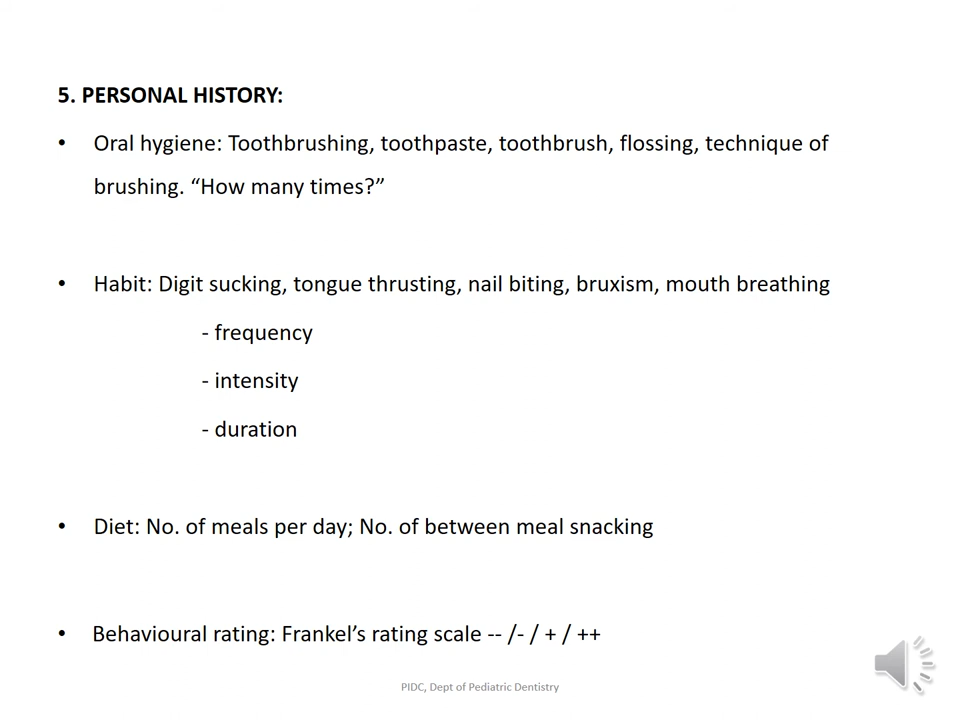 5. PERSONAL HISTORY:
• Oral hygiene: Toothbrushing, toothpaste, toothbrush, flossing, technique of
brushing. “How many times?”
• Habit: Digit sucking, tongue thrusting, nail biting, bruxism, mouth breathing
- frequency
- intensity
- duration
• Diet: No. of meals per day; No. of between meal snacking
• Behavioural rating: Frankel’s rating scale -- /- / + / ++
PIDC, Dept of Pediatric Dentistry